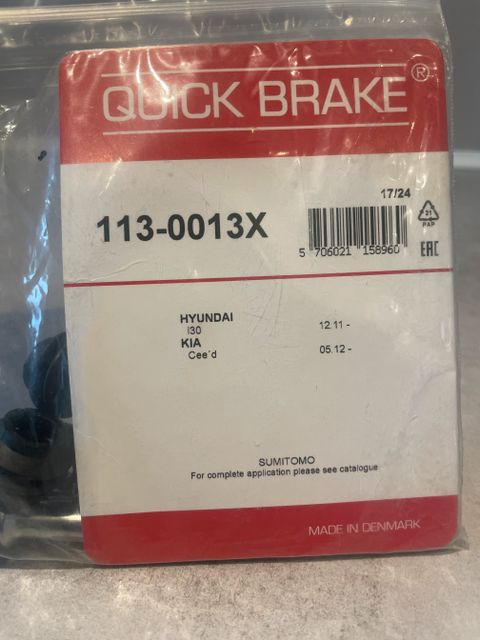 QUICK BRAKE®
17/24
113-0013X
21
PAP
5 706021 158960
EAC
HYUNDAI
I30 12.11 -
KIA
Cee´d 05.12 -
SUMITOMO
For complete application please see catalogue
MADE IN DENMARK